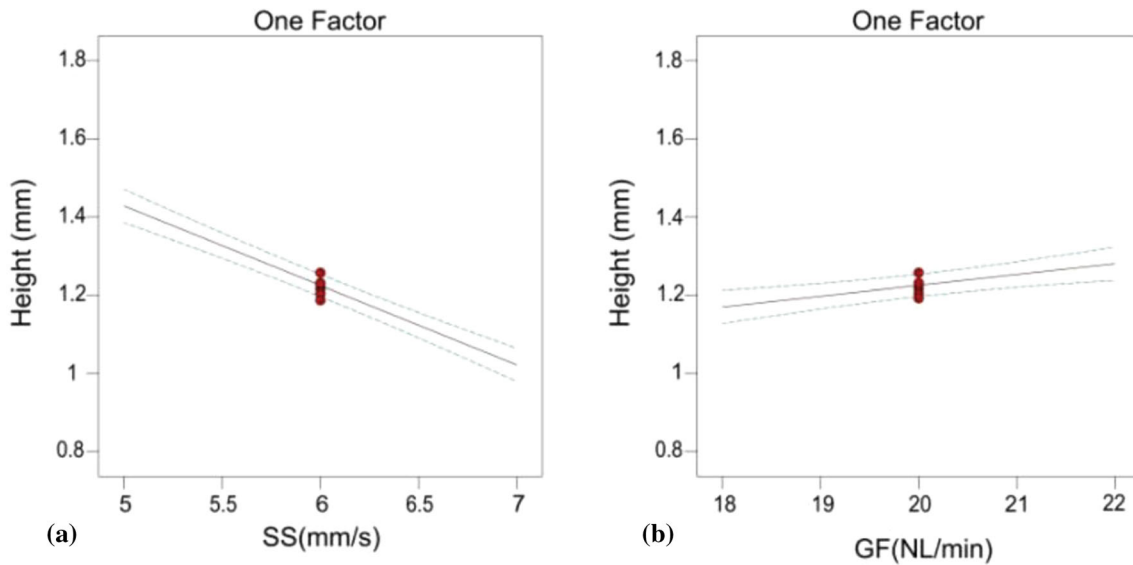 One Factor
1.8
1.6
1.4
1.2
1
0.8
Height (mm)
5 5.5 6 6.5 7
SS(mm/s)
(a)
One Factor
1.8
1.6
1.4
1.2
1
0.8
Height (mm)
18 19 20 21 22
GF(NL/min)
(b)